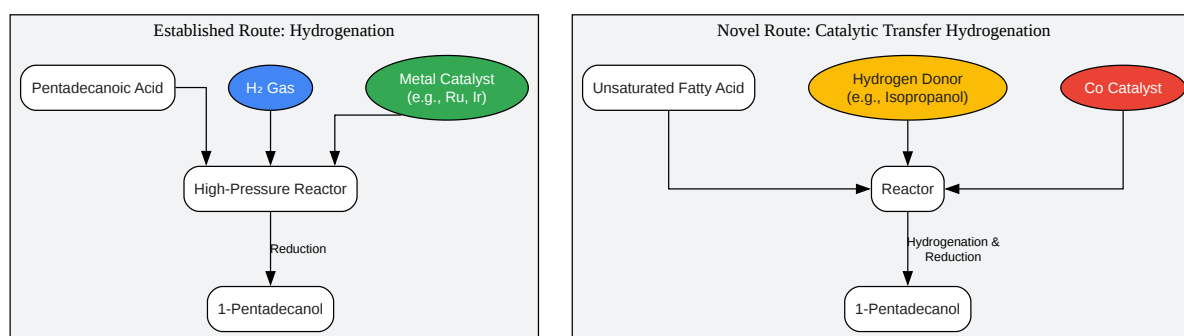 Established Route: Hydrogenation
Pentadecanoic Acid
H₂ Gas
Metal Catalyst
(e.g., Ru, Ir)
High-Pressure Reactor
Reduction
1-Pentadecanol
Novel Route: Catalytic Transfer Hydrogenation
Unsaturated Fatty Acid
Hydrogen Donor
(e.g., Isopropanol)
Co Catalyst
Reactor
Hydrogenation &
Reduction
1-Pentadecanol